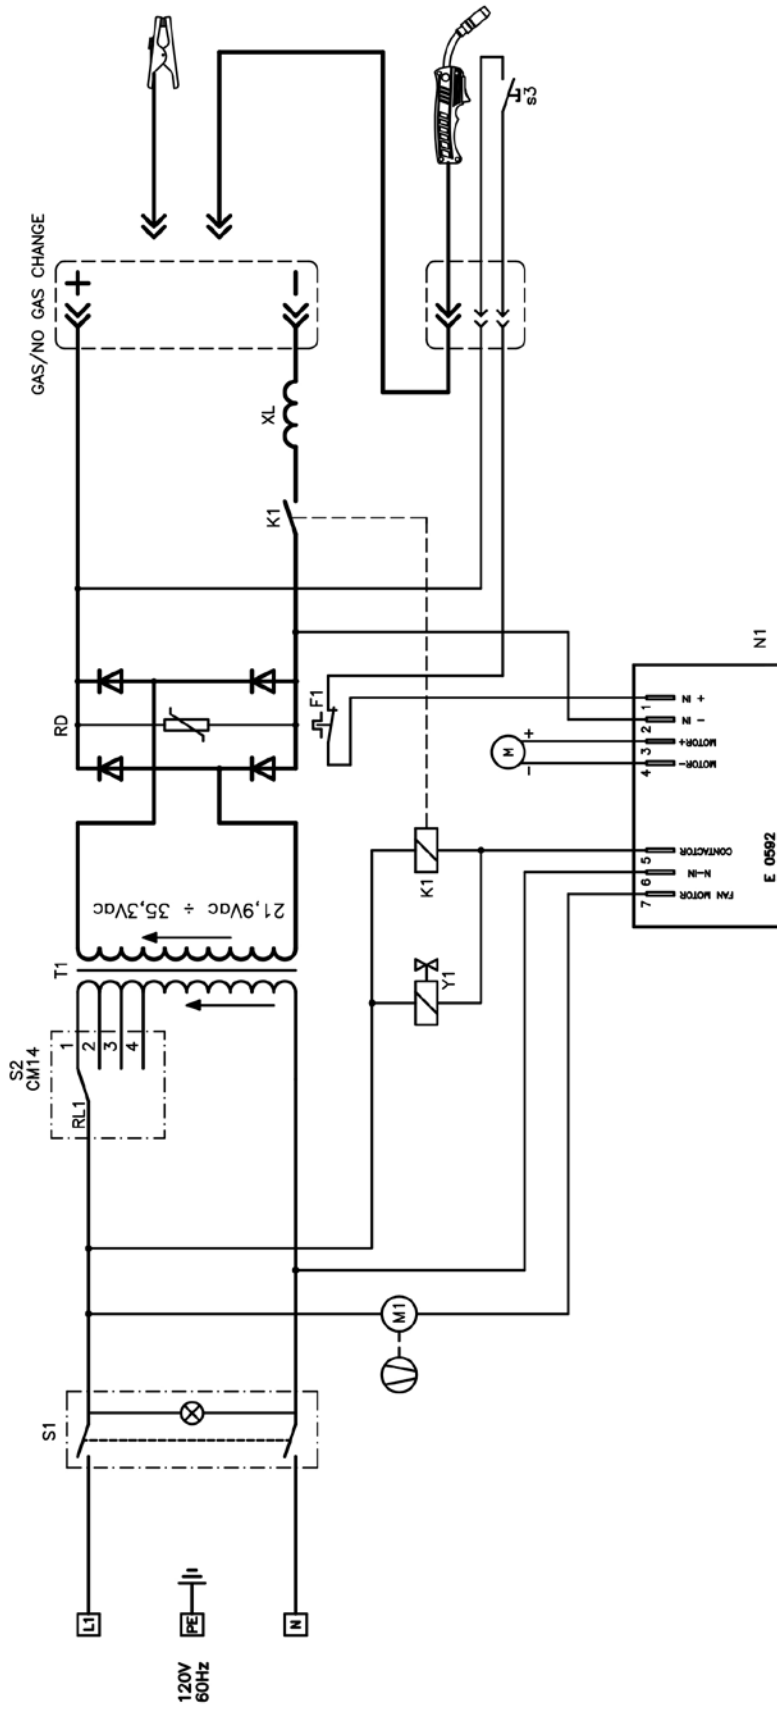 120V
60Hz
L1
PE
N
S1
M1
S2
CM14
RL1
1
2
3
4
T1
21,9Vac ÷ 35,3Vac
Y1
K1
RD
F1
K1
XL
GAS/NO GAS CHANGE
+
−
s3
M
+
-
N1
E 0592
1
+ IN
2
- IN
3
MOTOR+
4
MOTOR-
5
CONTACTOR
6
N-IN
7
FAN MOTOR